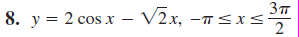 8. y = 2 cos x − √2x, −π ≤ x ≤ 3π/2